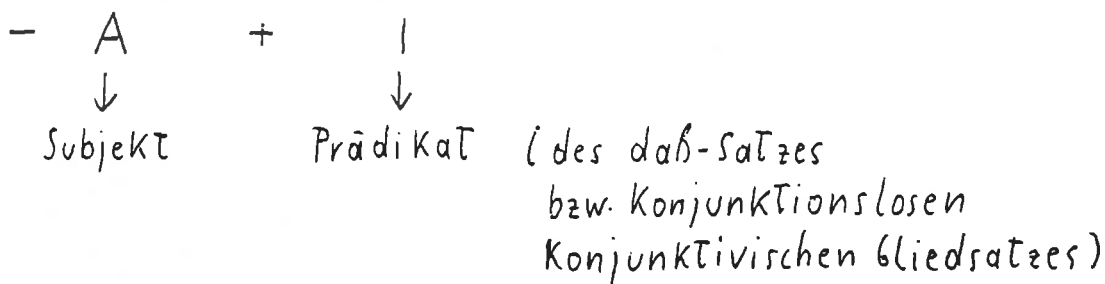 - A + I
↓ ↓
Subjekt Prädikat (des daß-Satzes
bzw. Konjunktionslosen
Konjunktivischen Gliedsatzes)